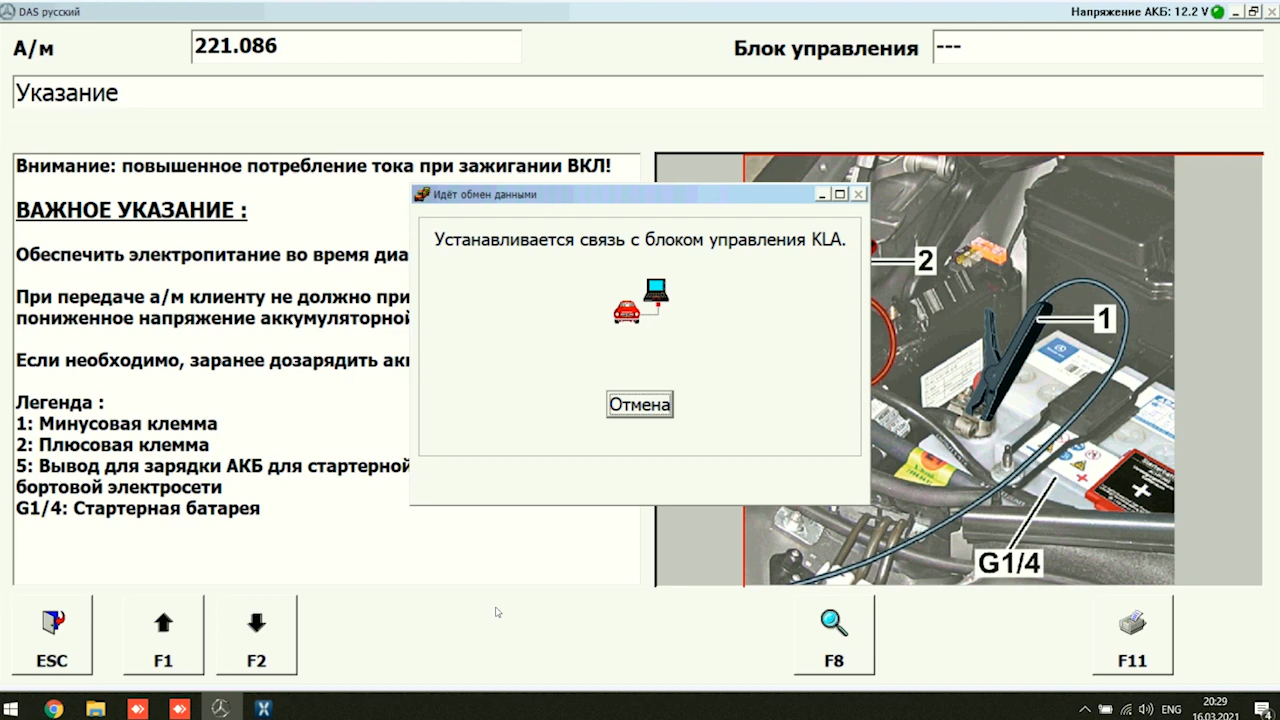 DAS русский
Напряжение АКБ: 12.2 V
А/м
221.086
Блок управления
---
Указание
Внимание: повышенное потребление тока при зажигании ВКЛ!
ВАЖНОЕ УКАЗАНИЕ :
Обеспечить электропитание во время диа
При передаче а/м клиенту не должно при
пониженное напряжение аккумуляторной
Если необходимо, заранее дозарядить ак
Легенда :
1: Минусовая клемма
2: Плюсовая клемма
5: Вывод для зарядки АКБ для стартерной
бортовой электросети
G1/4: Стартерная батарея
Идёт обмен данными
Устанавливается связь с блоком управления KLA.
Отмена
2
1
G1/4
ESC
F1
F2
F8
F11
ENG
20:29
16.03.2021